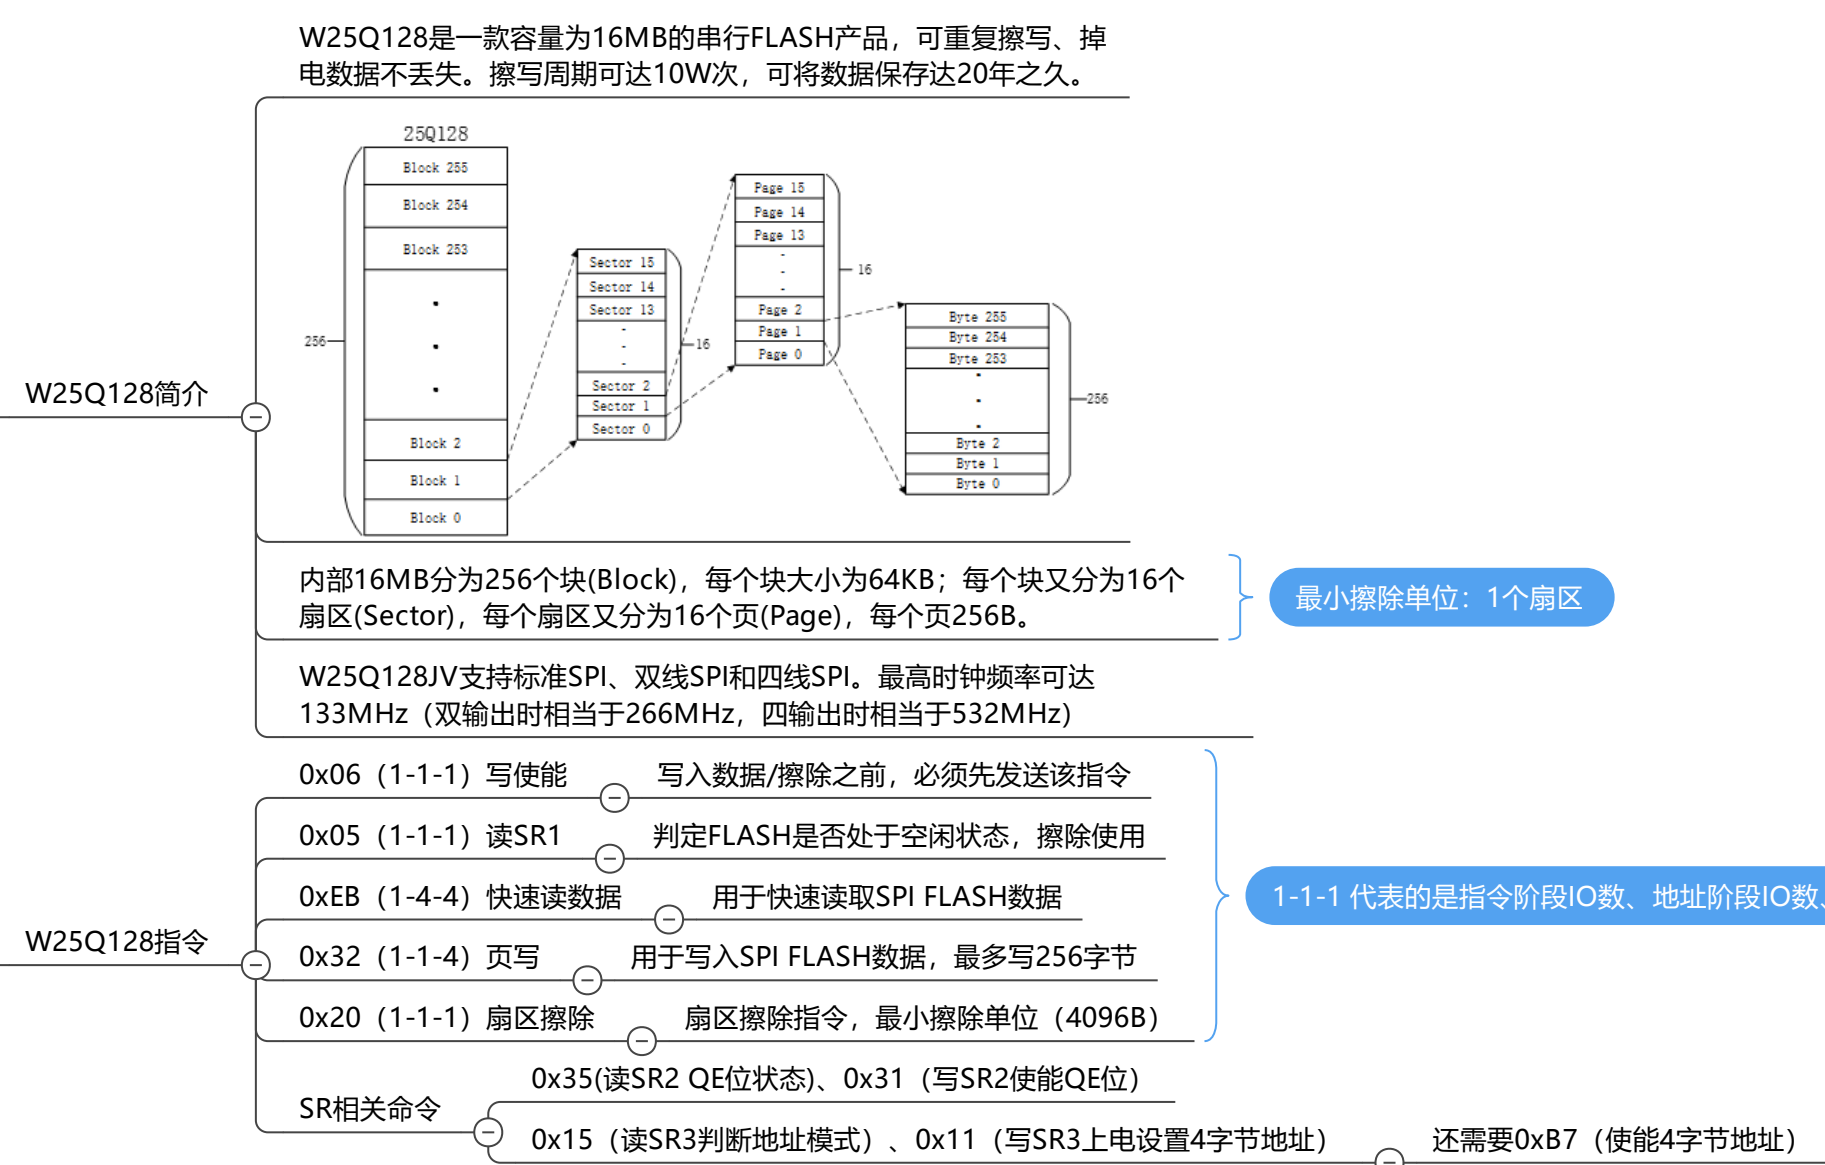 W25Q128是一款容量为16MB的串行FLASH产品，可重复擦写、掉
电数据不丢失。擦写周期可达10W次，可将数据保存达20年之久。
25Q128
Block 255
Block 254
Block 253
.
.
.
Block 2
Block 1
Block 0
256
Sector 15
Sector 14
Sector 13
-
-
-
Sector 2
Sector 1
Sector 0
16
Page 15
Page 14
Page 13
-
-
-
Page 2
Page 1
Page 0
16
Byte 255
Byte 254
Byte 253
.
.
.
Byte 2
Byte 1
Byte 0
256
W25Q128简介
内部16MB分为256个块(Block)，每个块大小为64KB；每个块又分为16个
扇区(Sector)，每个扇区又分为16个页(Page)，每个页256B。
最小擦除单位：1个扇区
W25Q128JV支持标准SPI、双线SPI和四线SPI。最高时钟频率可达
133MHz（双输出时相当于266MHz，四输出时相当于532MHz）
W25Q128指令
0x06（1-1-1）写使能
写入数据/擦除之前，必须先发送该指令
0x05（1-1-1）读SR1
判定FLASH是否处于空闲状态，擦除使用
0xEB（1-4-4）快速读数据
用于快速读取SPI FLASH数据
0x32（1-1-4）页写
用于写入SPI FLASH数据，最多写256字节
0x20（1-1-1）扇区擦除
扇区擦除指令，最小擦除单位（4096B）
1-1-1 代表的是指令阶段IO数、地址阶段IO数、
SR相关命令
0x35(读SR2 QE位状态)、0x31（写SR2使能QE位）
0x15（读SR3判断地址模式）、0x11（写SR3上电设置4字节地址）
还需要0xB7（使能4字节地址）